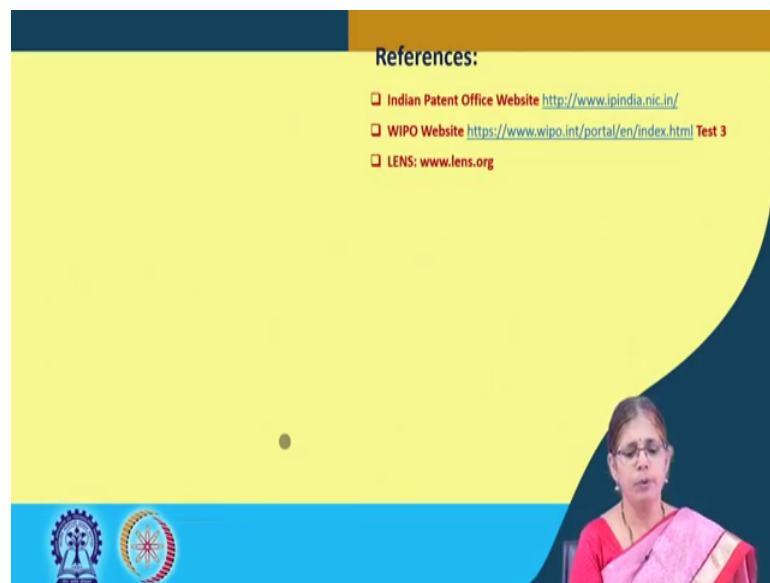 References:
❑ Indian Patent Office Website http://www.ipindia.nic.in/
❑ WIPO Website https://www.wipo.int/portal/en/index.html Test 3
❑ LENS: www.lens.org